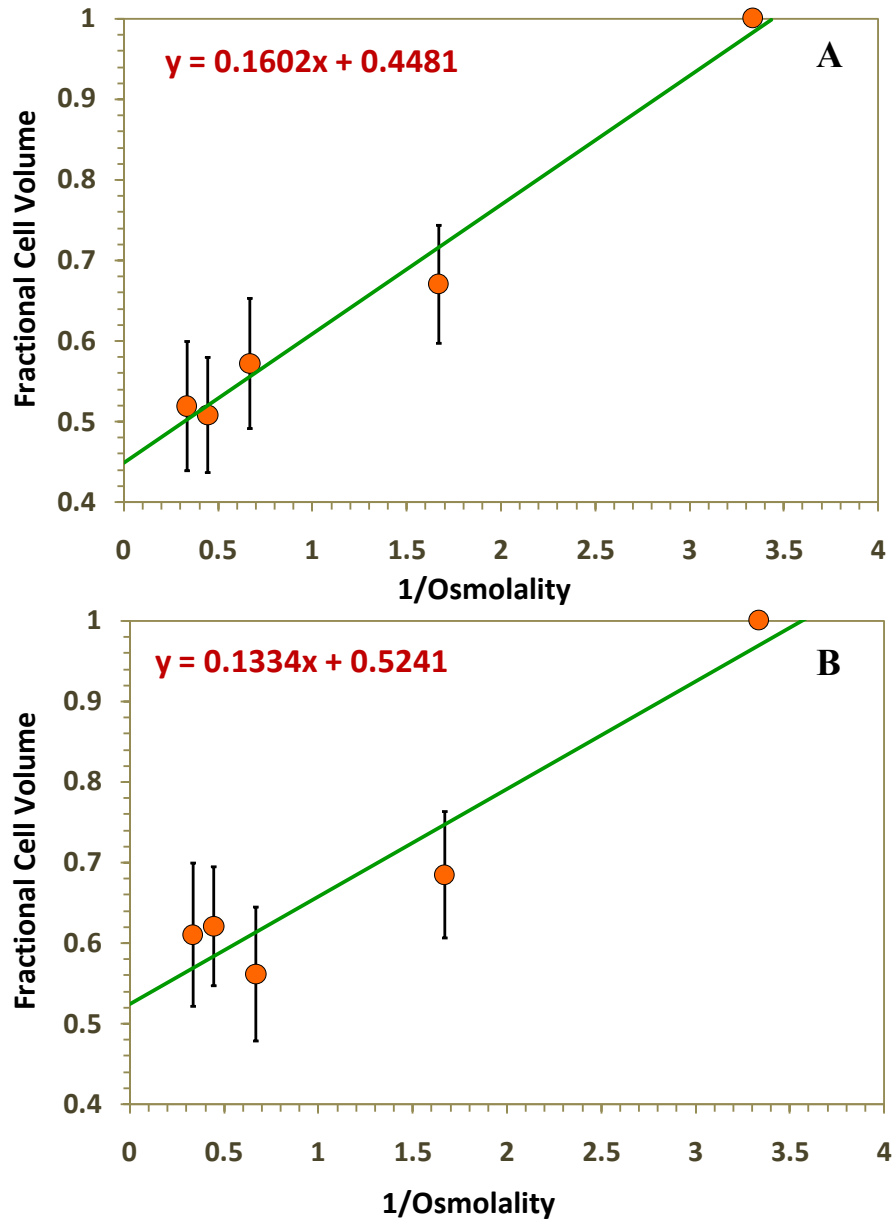 y = 0.1602x + 0.4481
A
Fractional Cell Volume
1
0.9
0.8
0.7
0.6
0.5
0.4
0 0.5 1 1.5 2 2.5 3 3.5 4
1/Osmolality
y = 0.1334x + 0.5241
B
Fractional Cell Volume
1
0.9
0.8
0.7
0.6
0.5
0.4
0 0.5 1 1.5 2 2.5 3 3.5 4
1/Osmolality